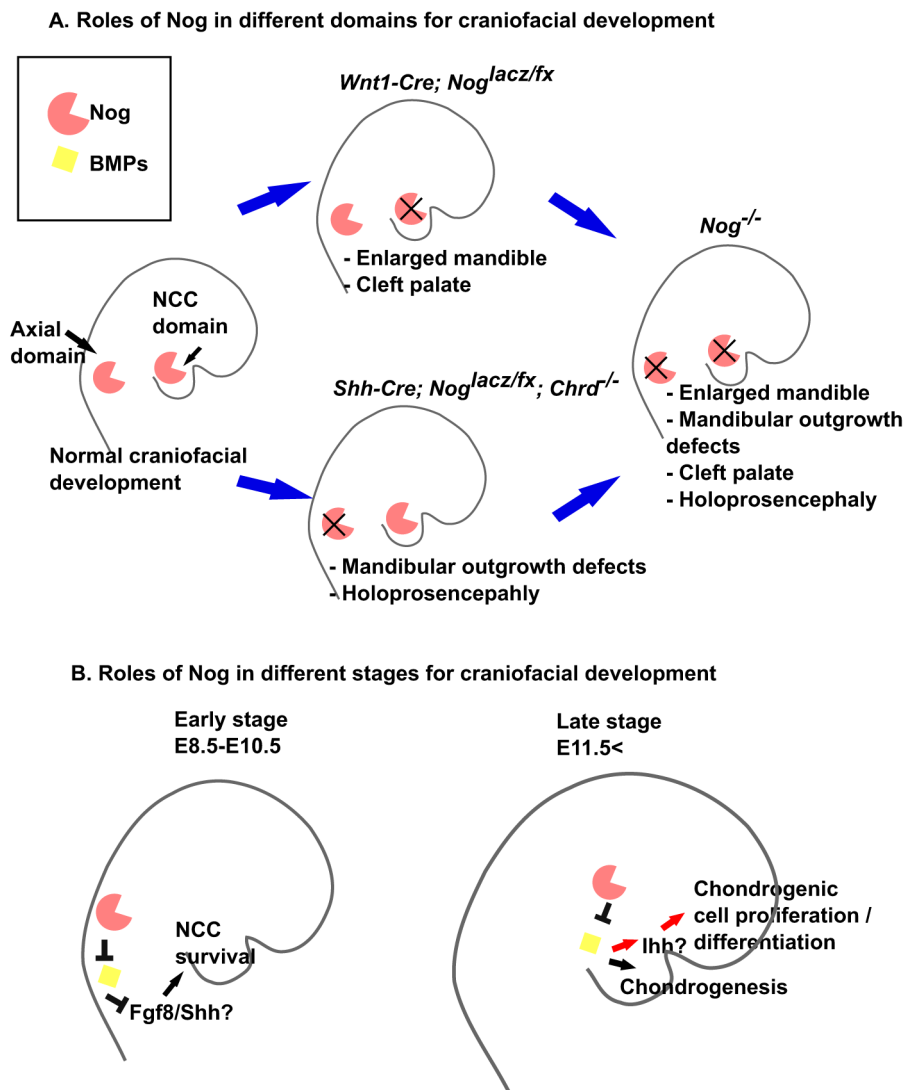 A. Roles of Nog in different domains for craniofacial development
Nog
BMPs
Wnt1-Cre; Nog^lacz/fx
- Enlarged mandible
- Cleft palate
Axial
domain
NCC
domain
Normal craniofacial
development
Shh-Cre; Nog^lacz/fx; Chrd^-/-
- Mandibular outgrowth defects
- Holoprosencepahly
Nog^-/-
- Enlarged mandible
- Mandibular outgrowth
defects
- Cleft palate
- Holoprosencephaly
B. Roles of Nog in different stages for craniofacial development
Early stage
E8.5-E10.5
NCC
survival
Fgf8/Shh?
Late stage
E11.5<
Chondrogenic
cell proliferation /
differentiation
Ihh?
Chondrogenesis